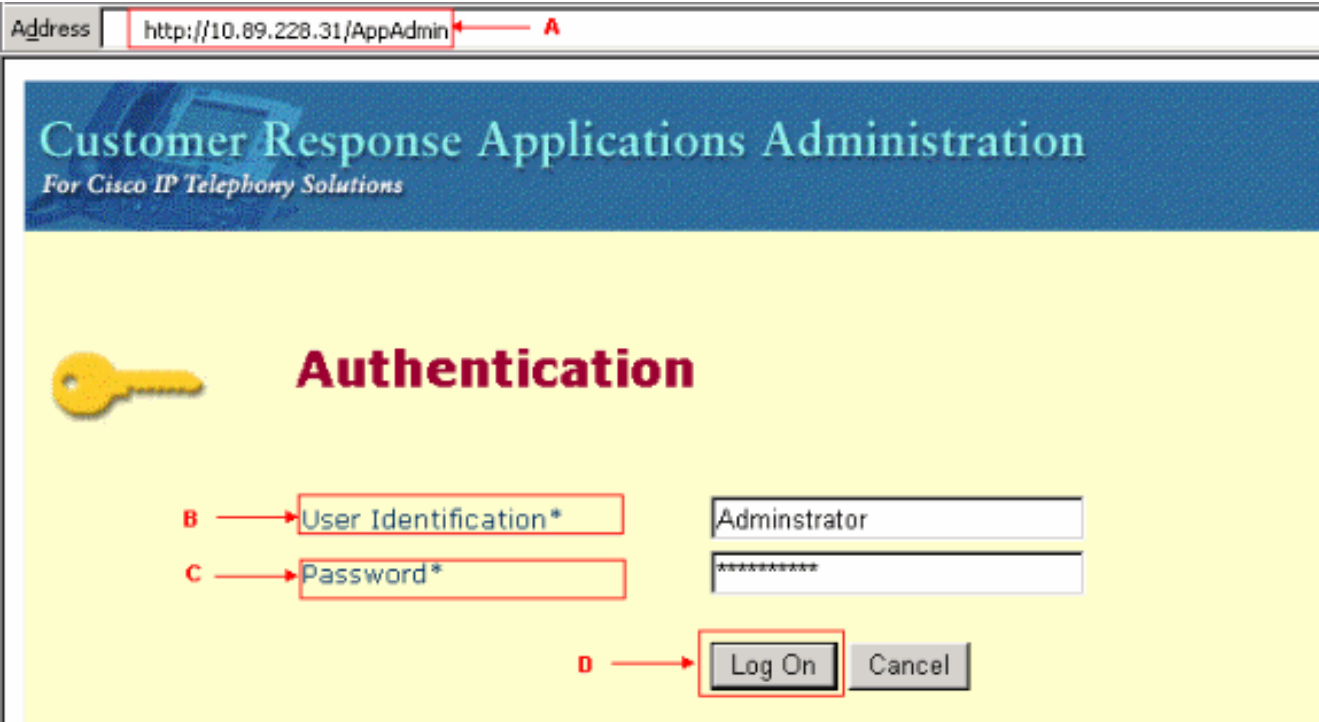 Address http://10.89.228.31/AppAdmin A
Customer Response Applications Administration
For Cisco IP Telephony Solutions
Authentication
B User Identification* Adminstrator
C Password* **********
D Log On Cancel